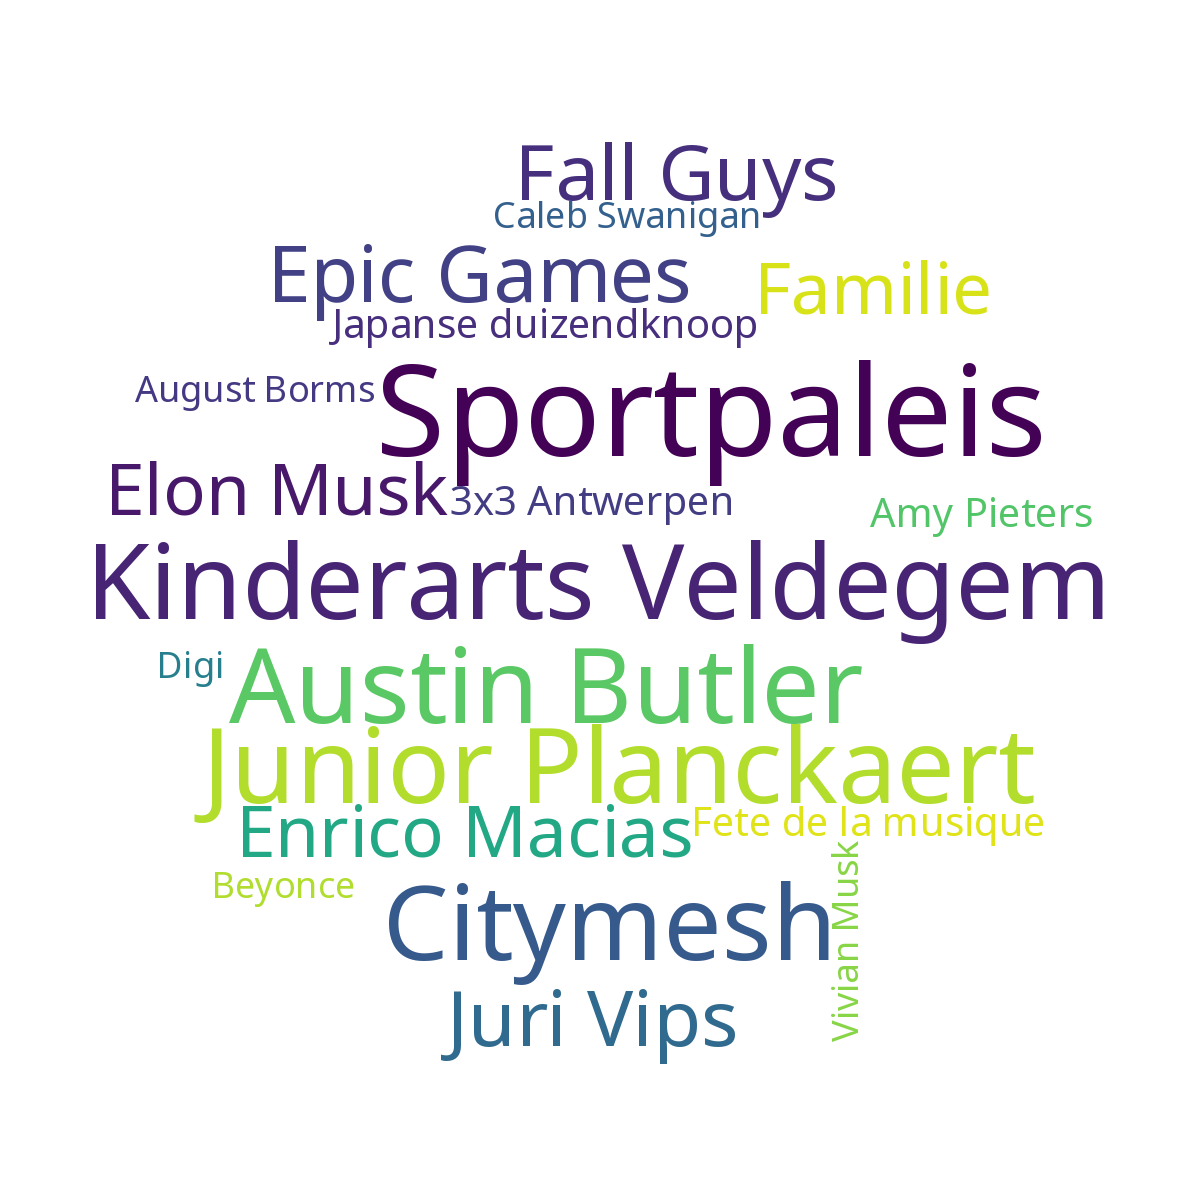 Fall Guys
Caleb Swanigan
Epic Games
Familie
Japanse duizendknoop
August Borms
Sportpaleis
Elon Musk
3x3 Antwerpen
Amy Pieters
Kinderarts Veldegem
Digi
Austin Butler
Junior Planckaert
Enrico Macias
Fete de la musique
Beyonce
Citymesh
Vivian Musk
Juri Vips